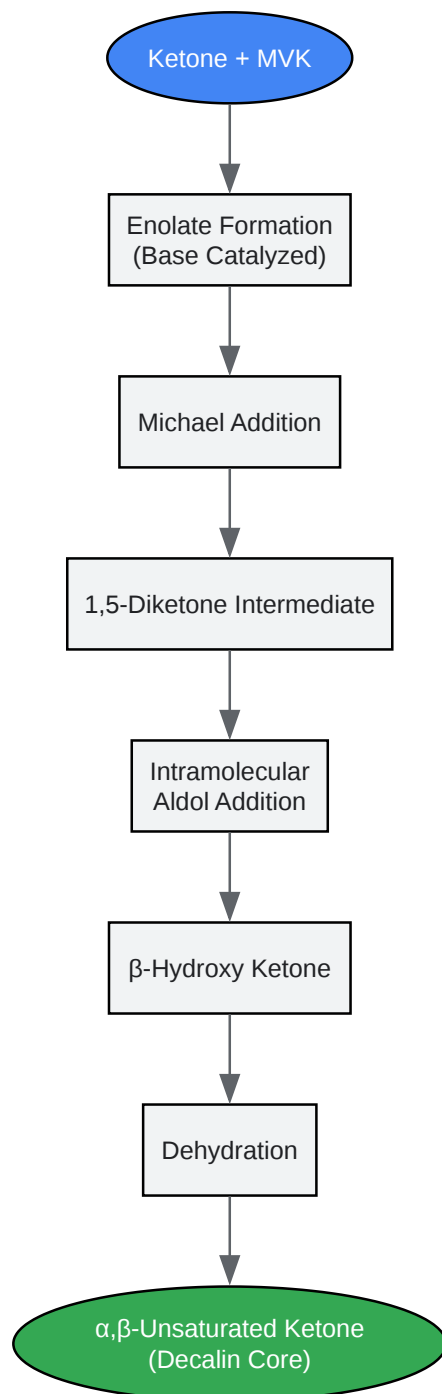 Ketone + MVK
Enolate Formation
(Base Catalyzed)
Michael Addition
1,5-Diketone Intermediate
Intramolecular
Aldol Addition
β-Hydroxy Ketone
Dehydration
α,β-Unsaturated Ketone
(Decalin Core)